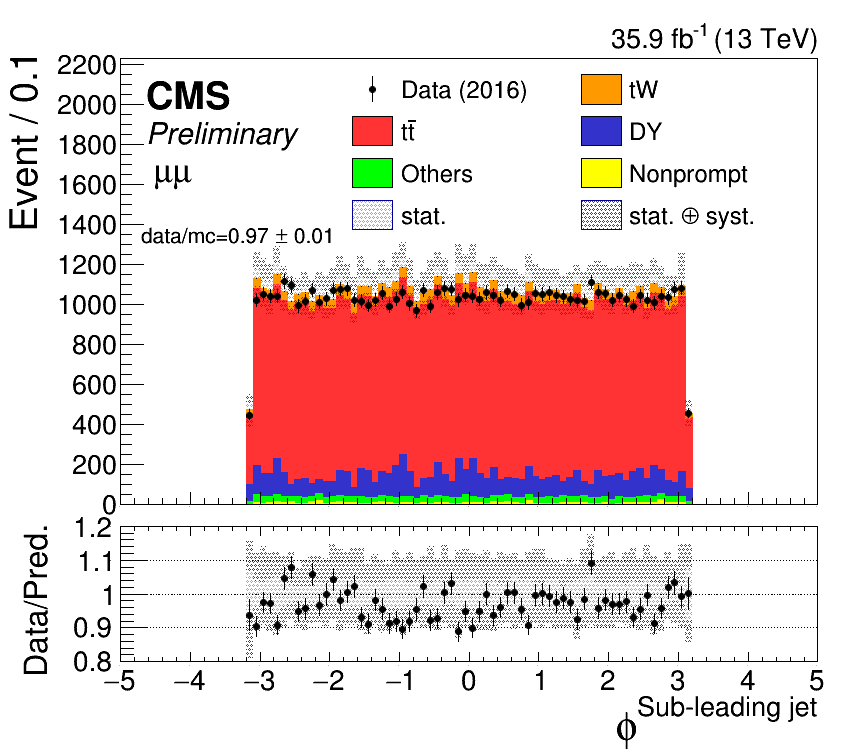 35.9 fb⁻¹ (13 TeV)
Event / 0.1
2200
2000
1800
1600
1400
1200
1000
800
600
400
200
0
CMS
Preliminary
μμ
data/mc=0.97 ± 0.01
Data (2016)
tW
tt̄
DY
Others
Nonprompt
stat.
stat. ⊕ syst.
Data/Pred.
1.2
1.1
1
0.9
0.8
−5 −4 −3 −2 −1 0 1 2 3 4 5
ϕ Sub-leading jet